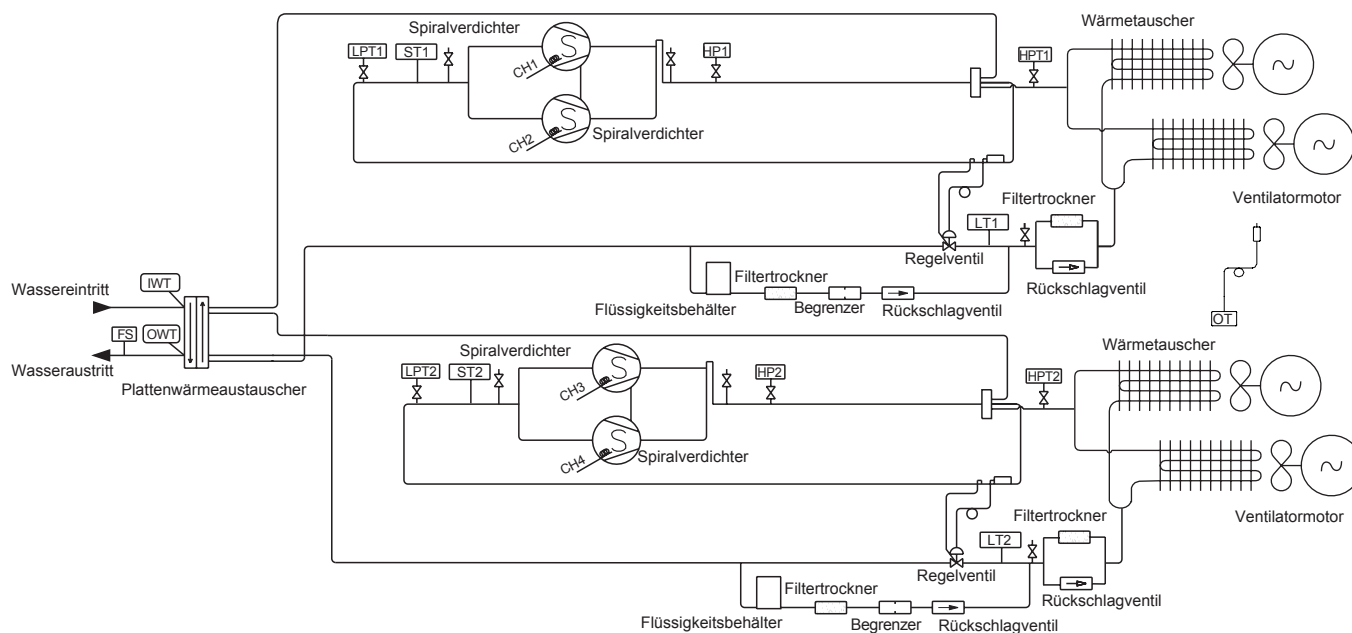 Spiralverdichter
Wärmetauscher
LPT1
ST1
HP1
HPT1
CH1
CH2
Spiralverdichter
Ventilatormotor
Filtertrockner
LT1
Regelventil
Rückschlagventil
IWT
Wassereintritt
Filtertrockner
Flüssigkeitsbehälter
Begrenzer
Rückschlagventil
OT
FS
OWT
Wasseraustritt
Plattenwärmeaustauscher
Spiralverdichter
Wärmetauscher
LPT2
ST2
HP2
HPT2
CH3
CH4
Spiralverdichter
Ventilatormotor
Filtertrockner
LT2
Regelventil
Rückschlagventil
Filtertrockner
Flüssigkeitsbehälter
Begrenzer
Rückschlagventil